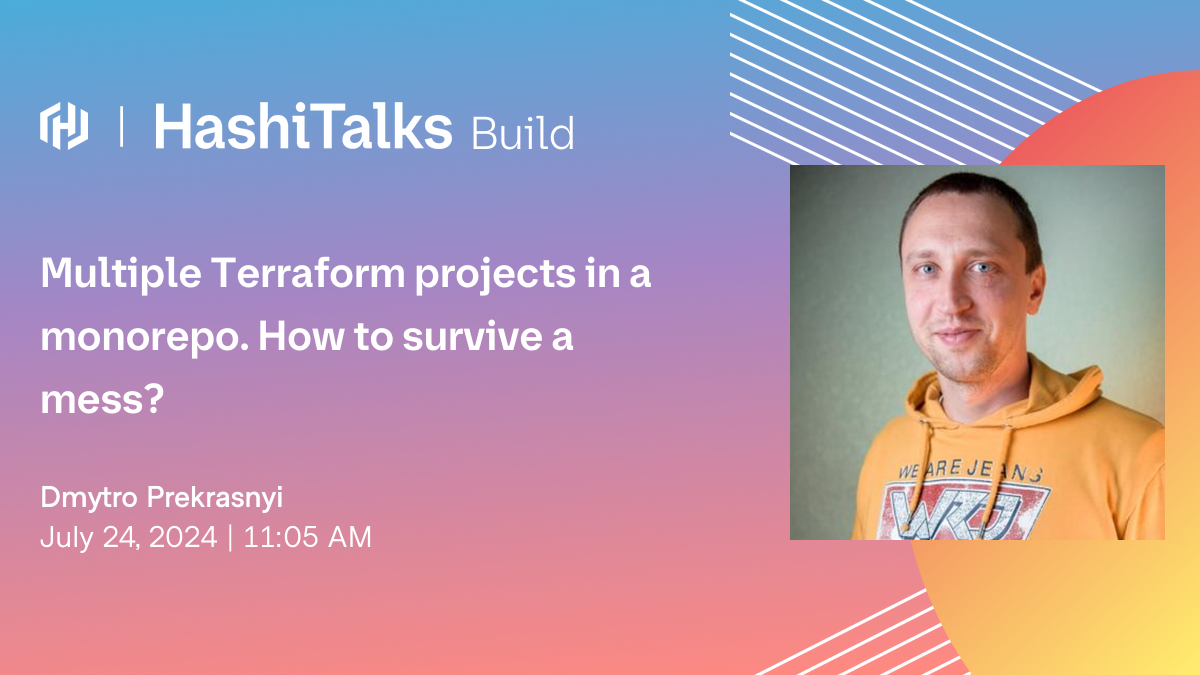 HashiTalks Build
Multiple Terraform projects in a
monorepo. How to survive a
mess?
Dmytro Prekrasnyi
July 24, 2024 | 11:05 AM
WE ARE JEANS